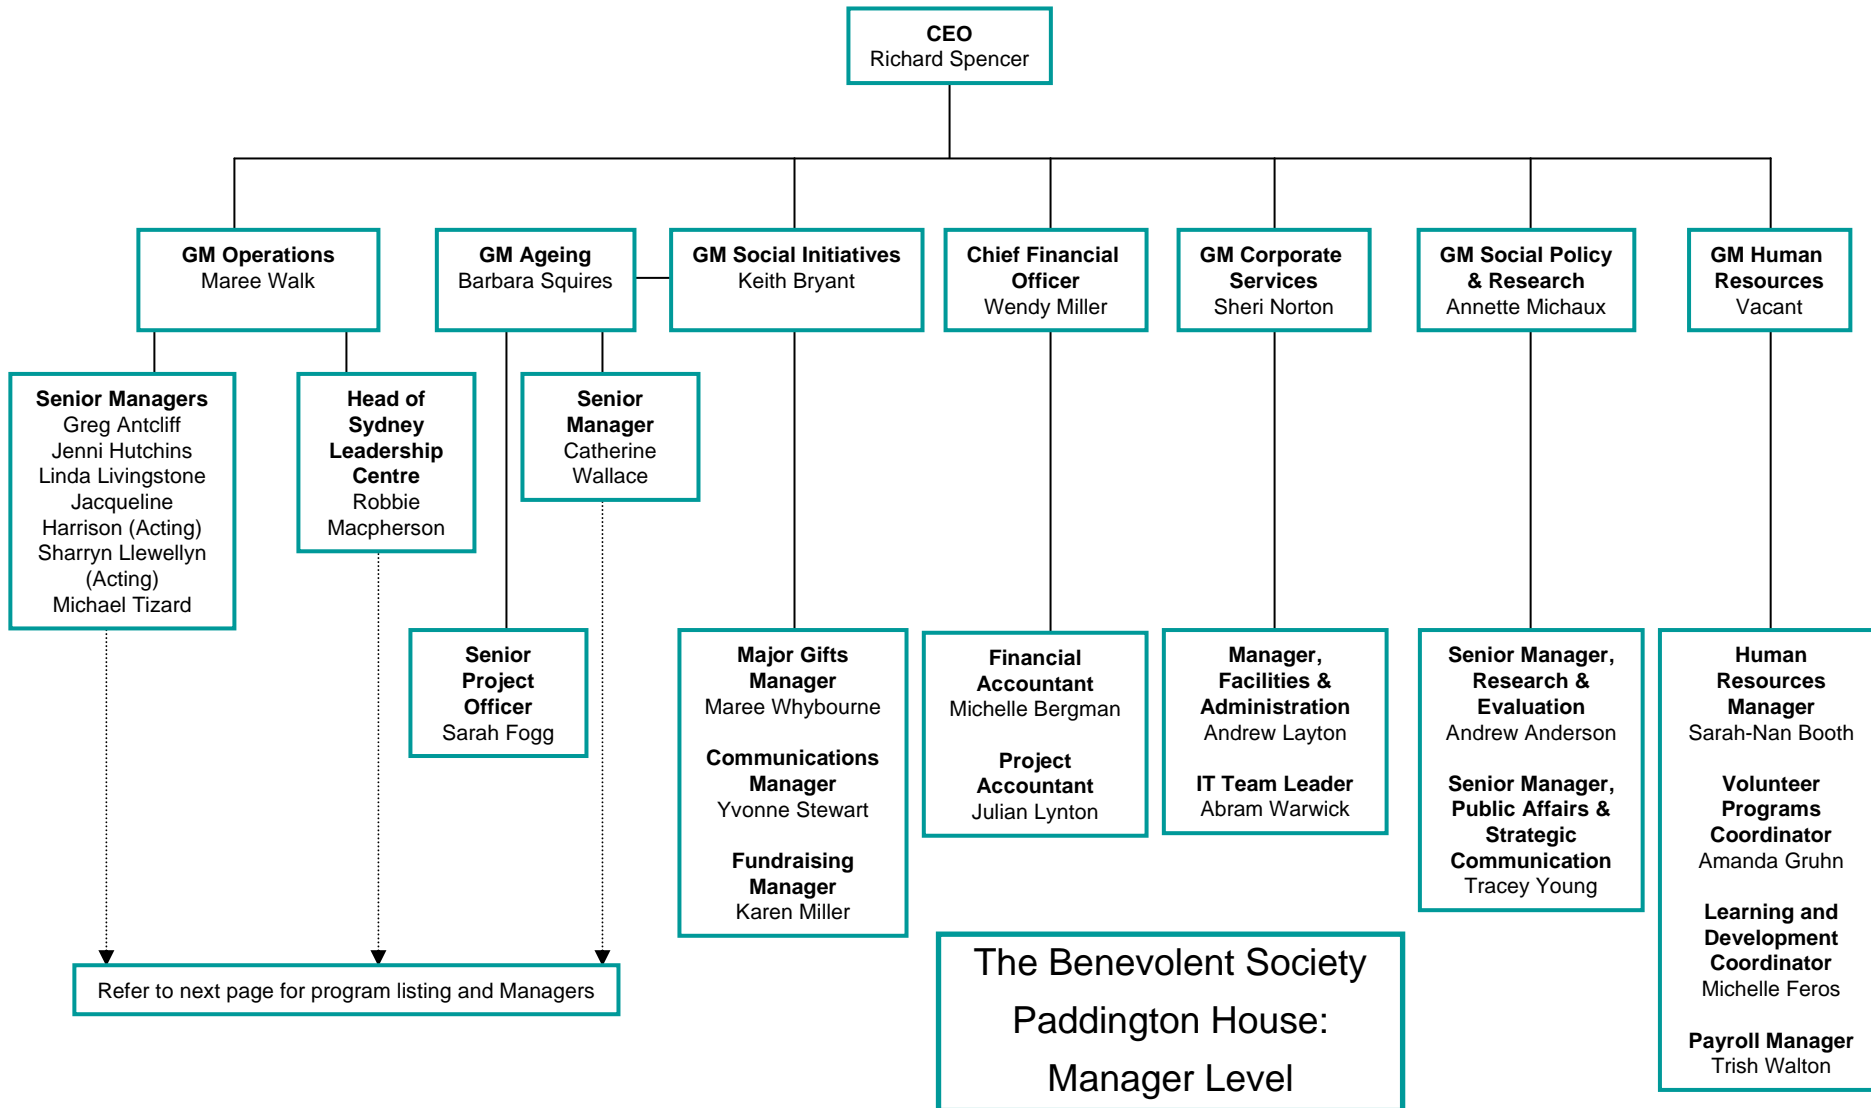 CEO
Richard Spencer
GM Operations
Maree Walk
GM Ageing
Barbara Squires
GM Social Initiatives
Keith Bryant
Chief Financial
Officer
Wendy Miller
GM Corporate
Services
Sheri Norton
GM Social Policy
& Research
Annette Michaux
GM Human
Resources
Vacant
Senior Managers
Greg Antcliff
Jenni Hutchins
Linda Livingstone
Jacqueline
Harrison (Acting)
Sharryn Llewellyn
(Acting)
Michael Tizard
Head of
Sydney
Leadership
Centre
Robbie
Macpherson
Senior
Manager
Catherine
Wallace
Senior
Project
Officer
Sarah Fogg
Major Gifts
Manager
Maree Whybourne
Communications
Manager
Yvonne Stewart
Fundraising
Manager
Karen Miller
Financial
Accountant
Michelle Bergman
Project
Accountant
Julian Lynton
Manager,
Facilities &
Administration
Andrew Layton
IT Team Leader
Abram Warwick
Senior Manager,
Research &
Evaluation
Andrew Anderson
Senior Manager,
Public Affairs &
Strategic
Communication
Tracey Young
Human
Resources
Manager
Sarah-Nan Booth
Volunteer
Programs
Coordinator
Amanda Gruhn
Learning and
Development
Coordinator
Michelle Feros
Payroll Manager
Trish Walton
Refer to next page for program listing and Managers
The Benevolent Society
Paddington House:
Manager Level